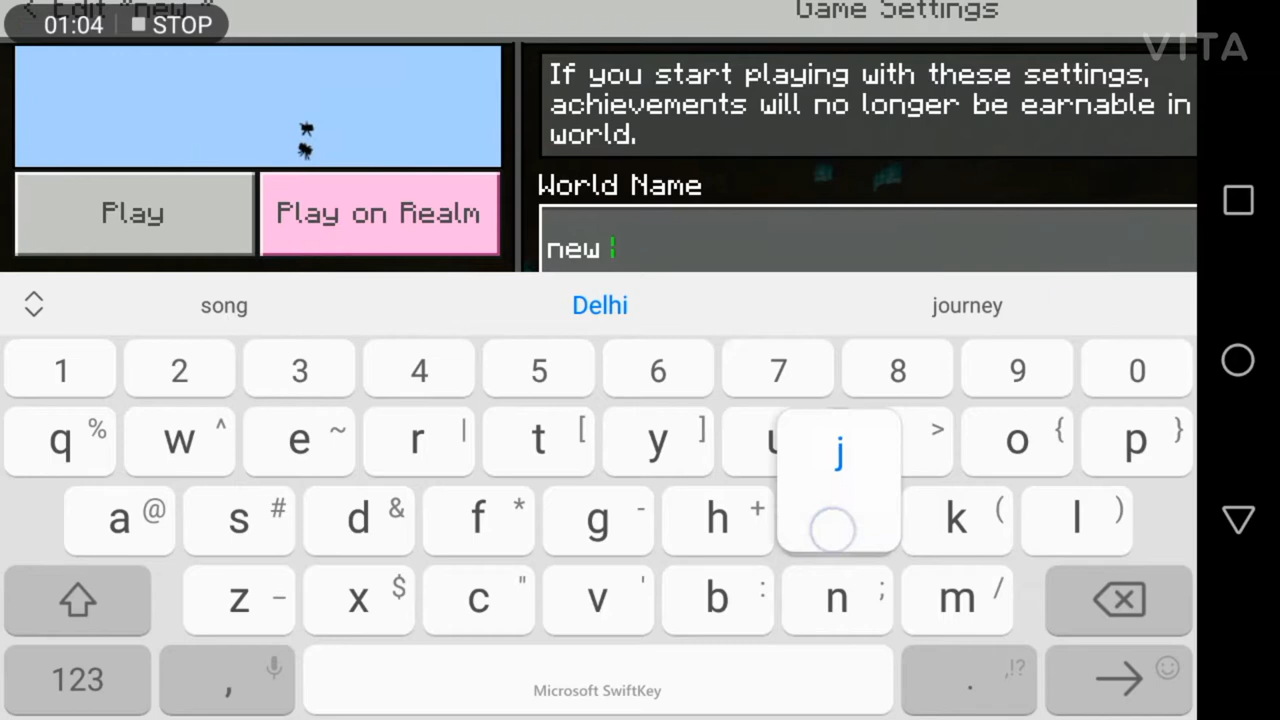 Edit "new "
01:04 STOP
Game Settings
VITA
If you start playing with these settings,
achievements will no longer be earnable in
world.
Play
Play on Realm
World Name
new
song
Delhi
journey
1 2 3 4 5 6 7 8 9 0
q % w ^ e ~ r | t [ y ] u > o { p }
j
a @ s # d & f * g - h + k ( l )
z – x $ c " v ' b : n ; m /
123 , Microsoft SwiftKey . ,!?